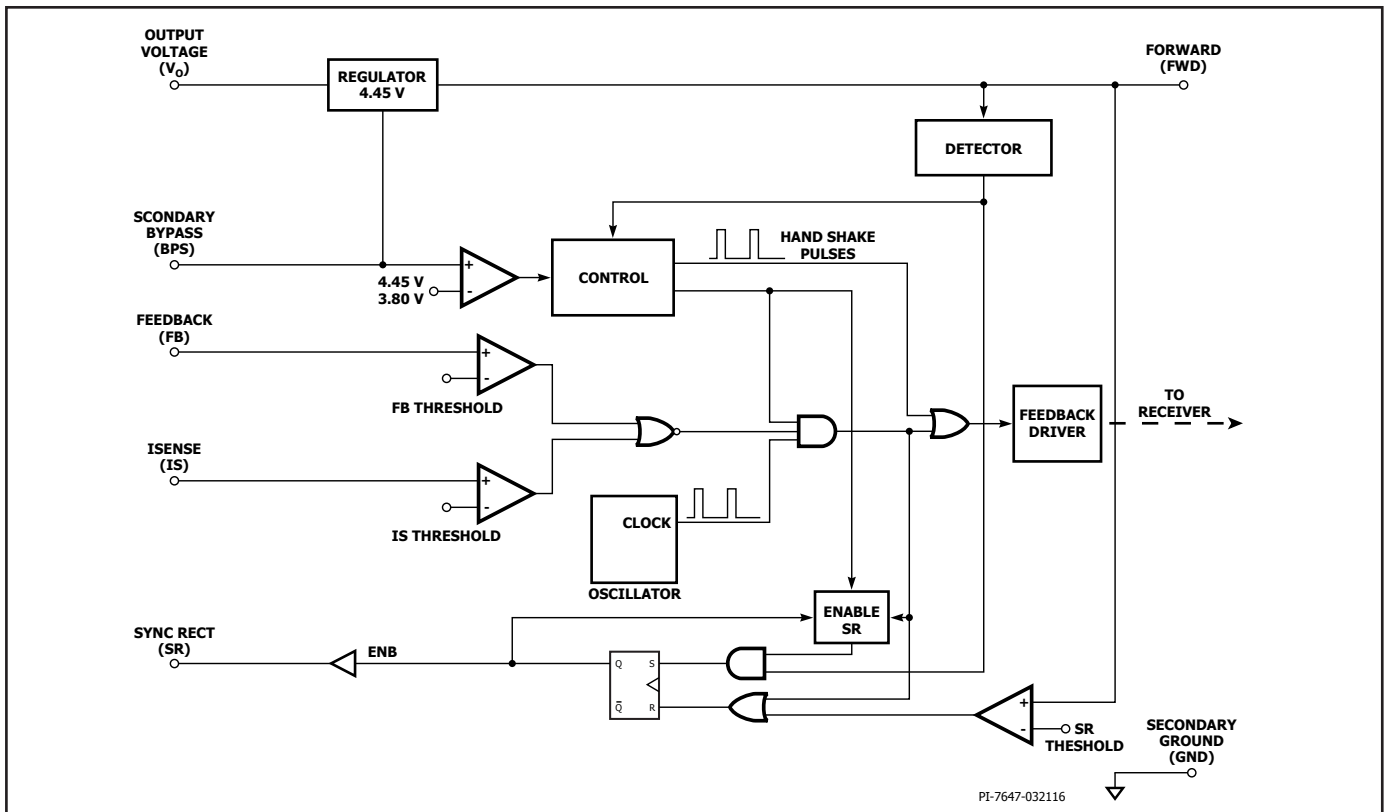 OUTPUT
VOLTAGE
(VO)
REGULATOR
4.45 V
FORWARD
(FWD)
DETECTOR
SCONDARY
BYPASS
(BPS)
+
-
4.45 V
3.80 V
CONTROL
HAND SHAKE
PULSES
FEEDBACK
(FB)
+
-
FB THRESHOLD
ISENSE
(IS)
+
-
IS THRESHOLD
CLOCK
OSCILLATOR
FEEDBACK
DRIVER
TO
RECEIVER
ENABLE
SR
SYNC RECT
(SR)
ENB
Q
S
Q̅
R
+
-
SR
THESHOLD
SECONDARY
GROUND
(GND)
PI-7647-032116